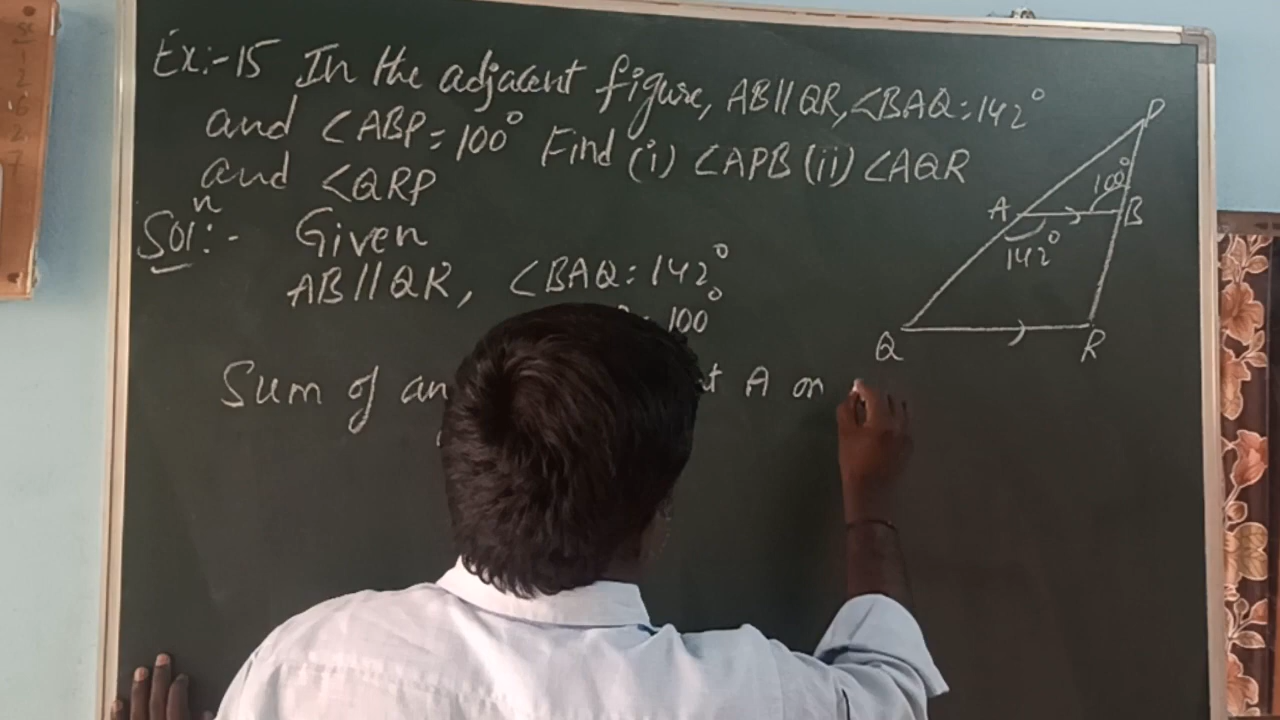 Ex:-15 In the adjacent figure, AB∥QR, ∠BAQ=142°
and ∠ABP=100° Find (i) ∠APB (ii) ∠AQR
and ∠QRP
Solⁿ:- Given
AB∥QR, ∠BAQ=142°
100°
Sum of A on
P
100°
A B
142°
Q R